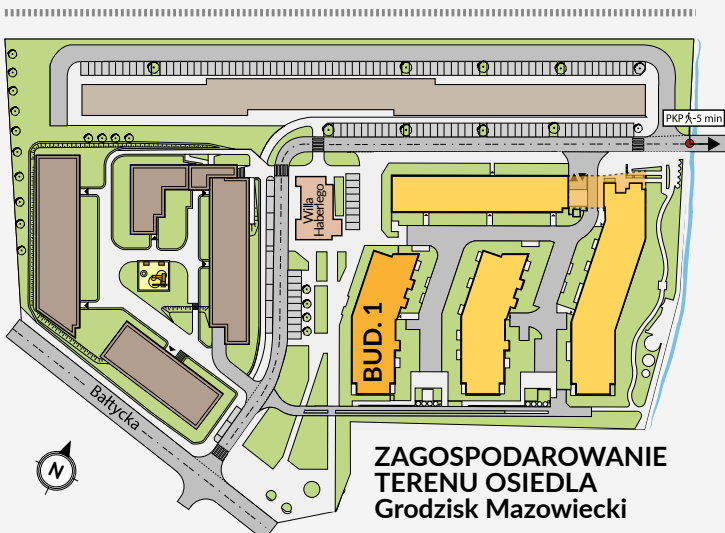 PKP -5 min
Willa
Haberlego
BUD. 1
Bałtycka
N
ZAGOSPODAROWANIE
TERENU OSIEDLA
Grodzisk Mazowiecki